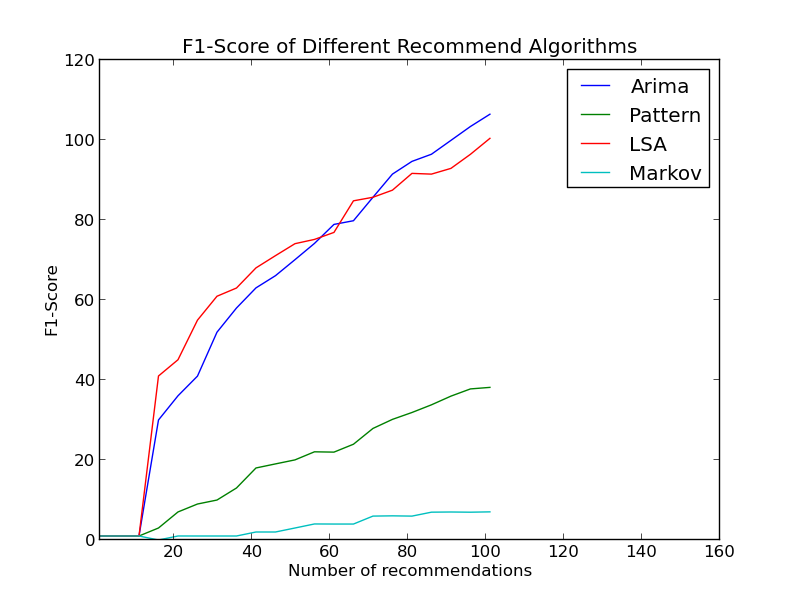 F1-Score of Different Recommend Algorithms
120
100
80
60
40
20
0
F1-Score
Arima
Pattern
LSA
Markov
20 40 60 80 100 120 140 160
Number of recommendations